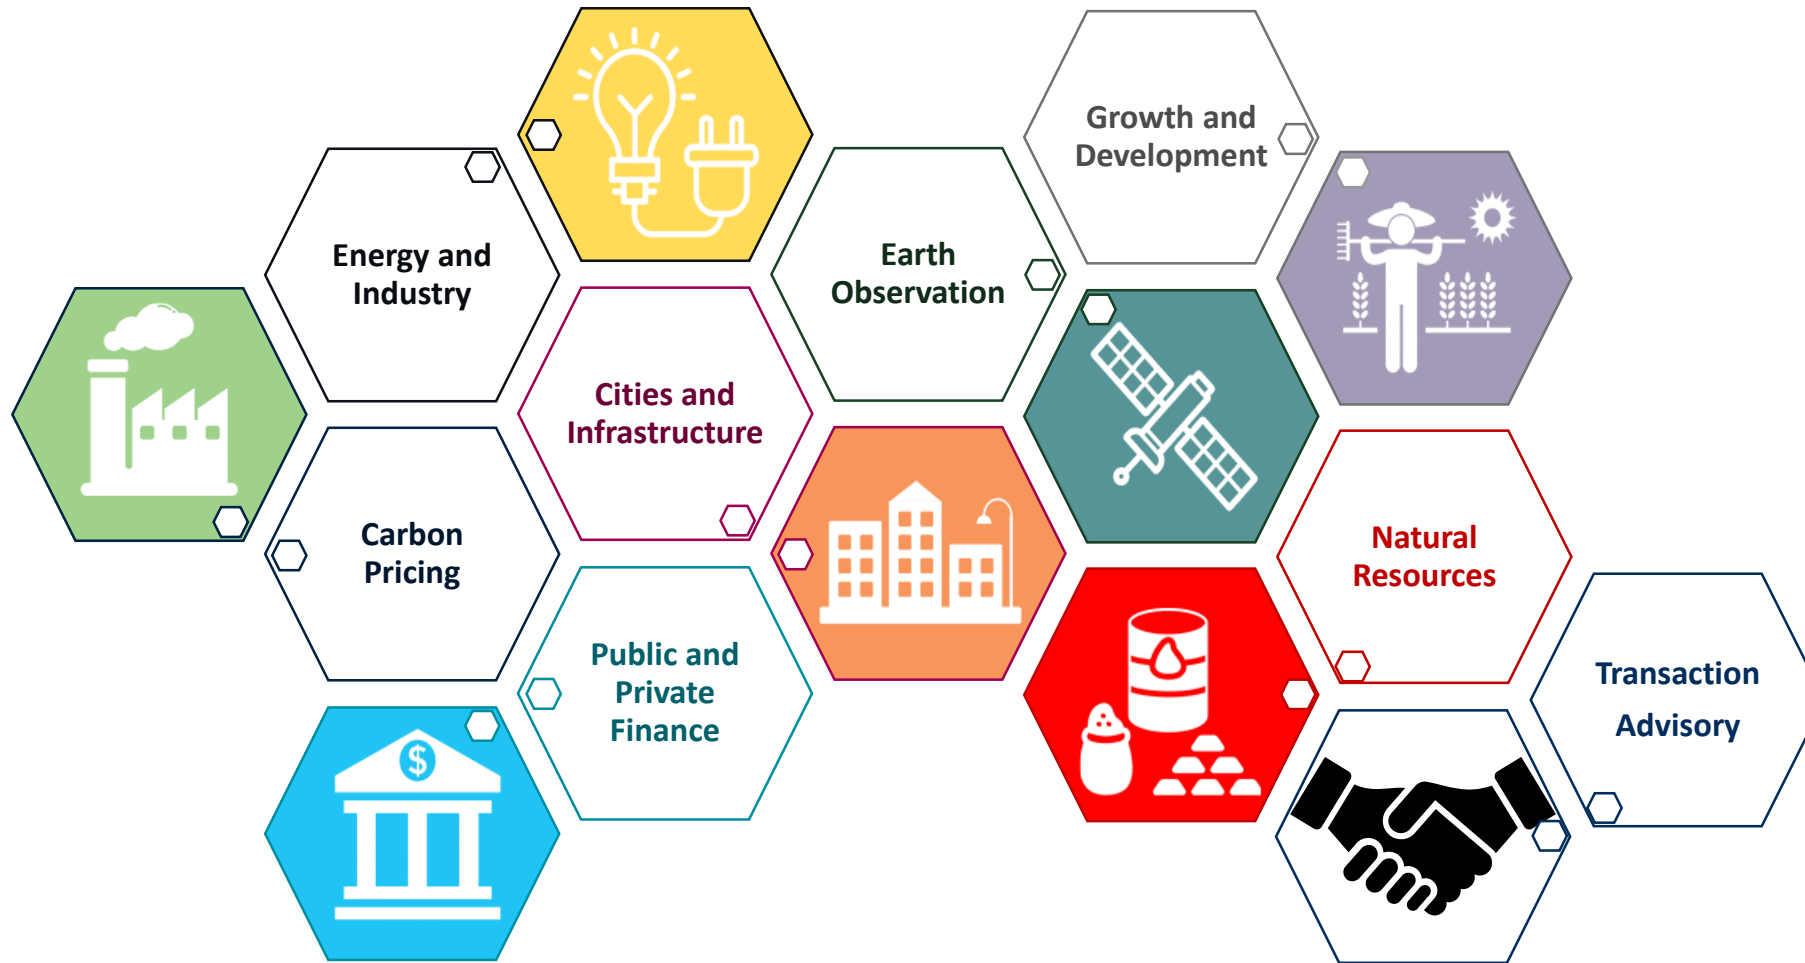 Growth and
Development
Energy and
Industry
Earth
Observation
Cities and
Infrastructure
Carbon
Pricing
Natural
Resources
Public and
Private
Finance
Transaction
Advisory
$